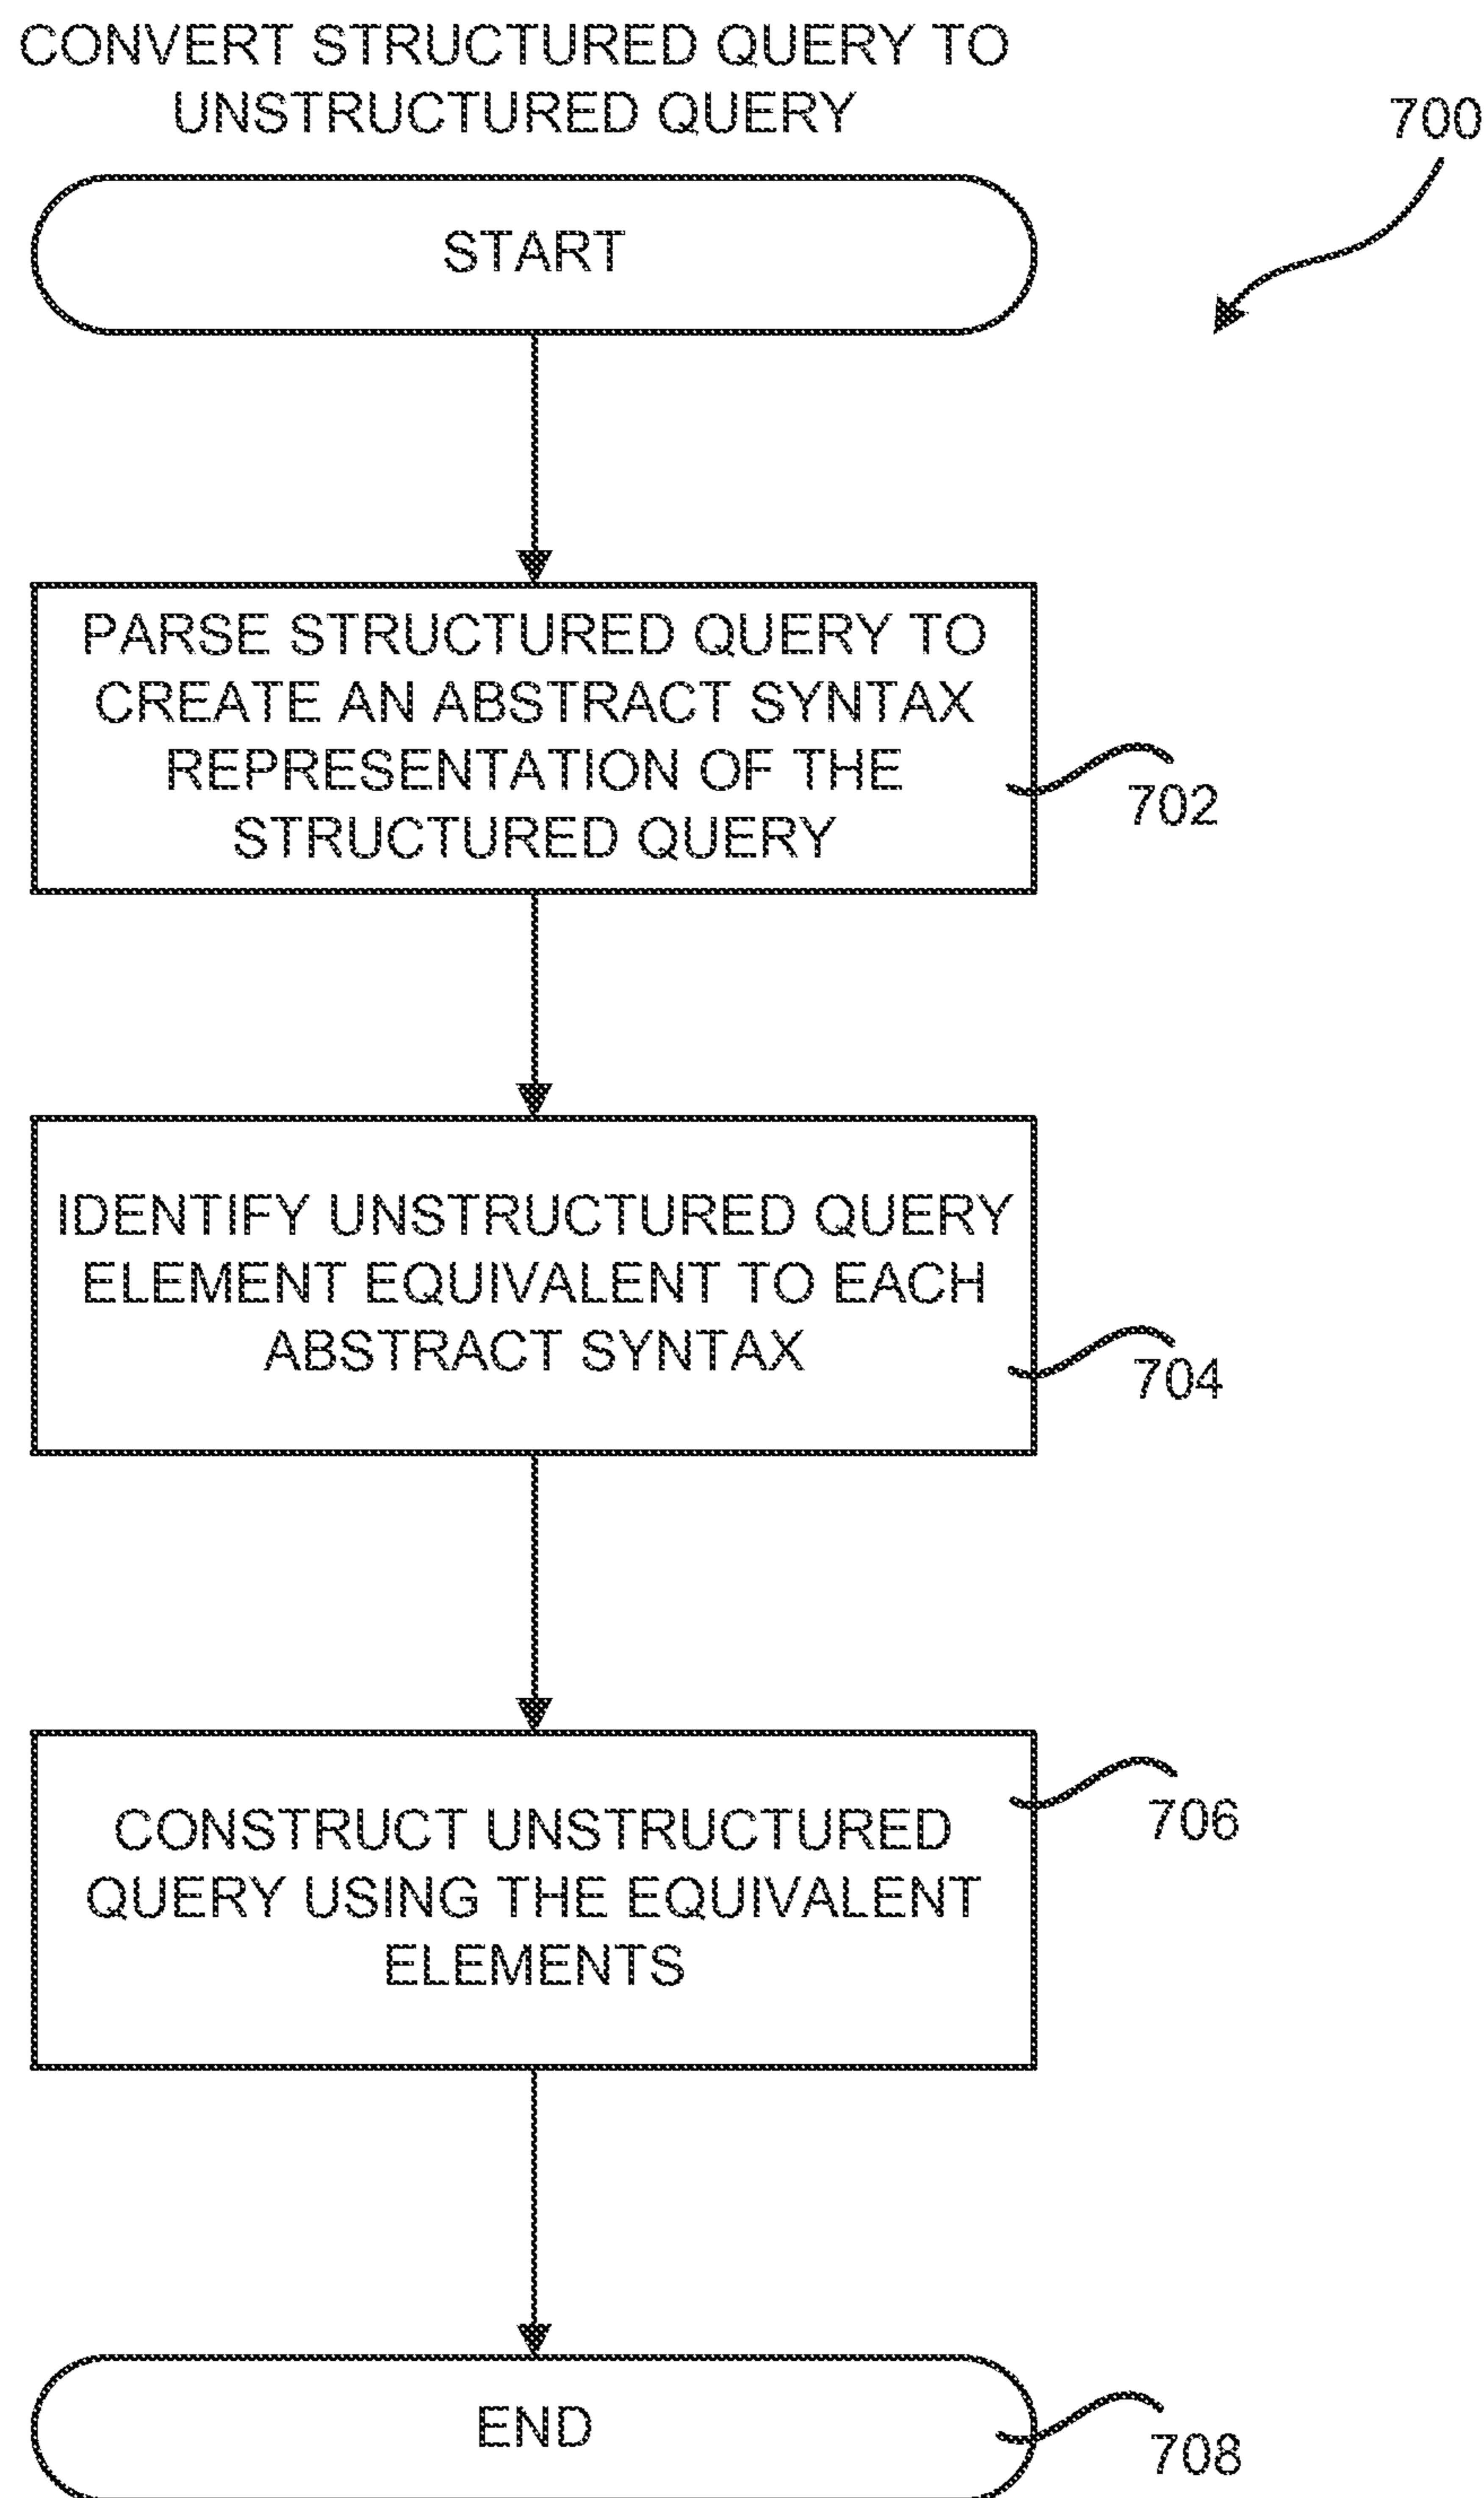 CONVERT STRUCTURED QUERY TO
UNSTRUCTURED QUERY
700
START
PARSE STRUCTURED QUERY TO
CREATE AN ABSTRACT SYNTAX
REPRESENTATION OF THE
STRUCTURED QUERY
702
IDENTIFY UNSTRUCTURED QUERY
ELEMENT EQUIVALENT TO EACH
ABSTRACT SYNTAX
704
CONSTRUCT UNSTRUCTURED
QUERY USING THE EQUIVALENT
ELEMENTS
706
END
708